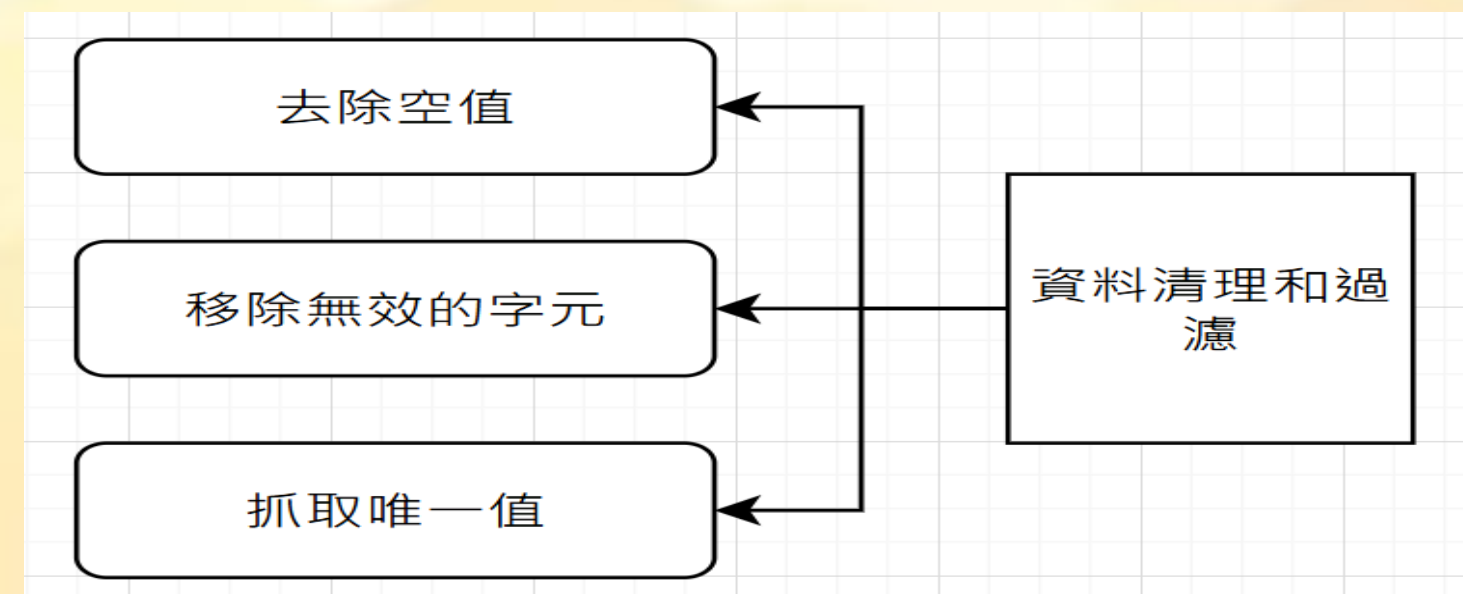 去除空值
移除無效的字元
抓取唯一值
資料清理和過
濾